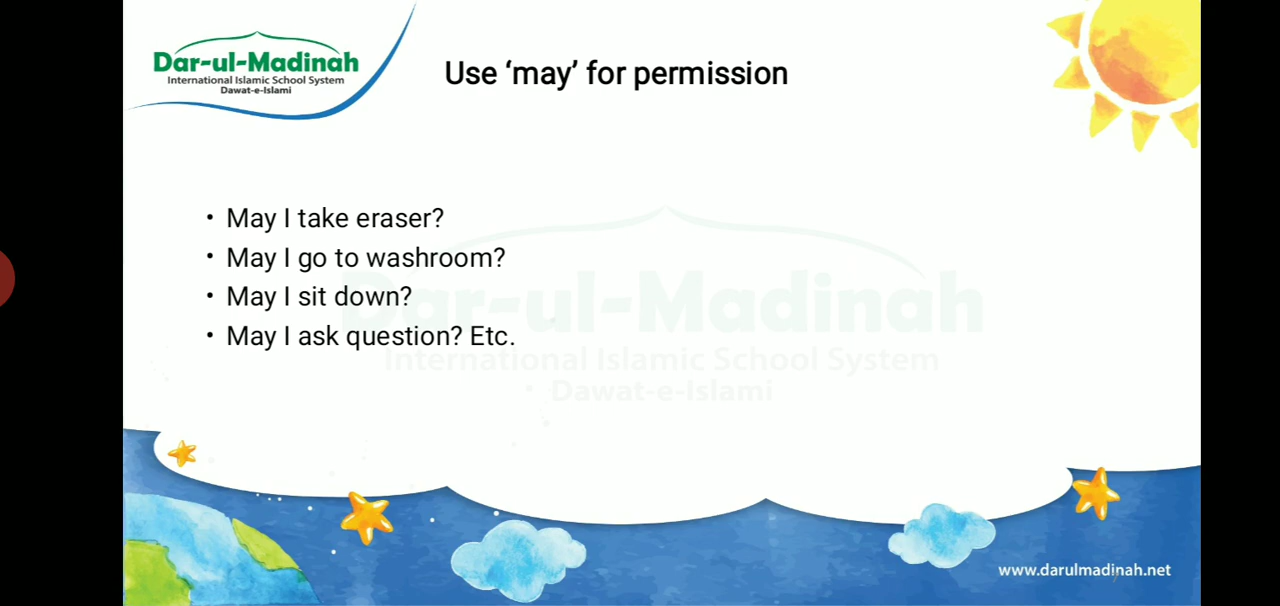 Dar-ul-Madinah
International Islamic School System
Dawat-e-Islami
Use ‘may’ for permission
• May I take eraser?
• May I go to washroom?
• May I sit down?
• May I ask question? Etc.
Dar-ul-Madinah
International Islamic School System
• Dawat-e-Islami
www.darulmadinah.net